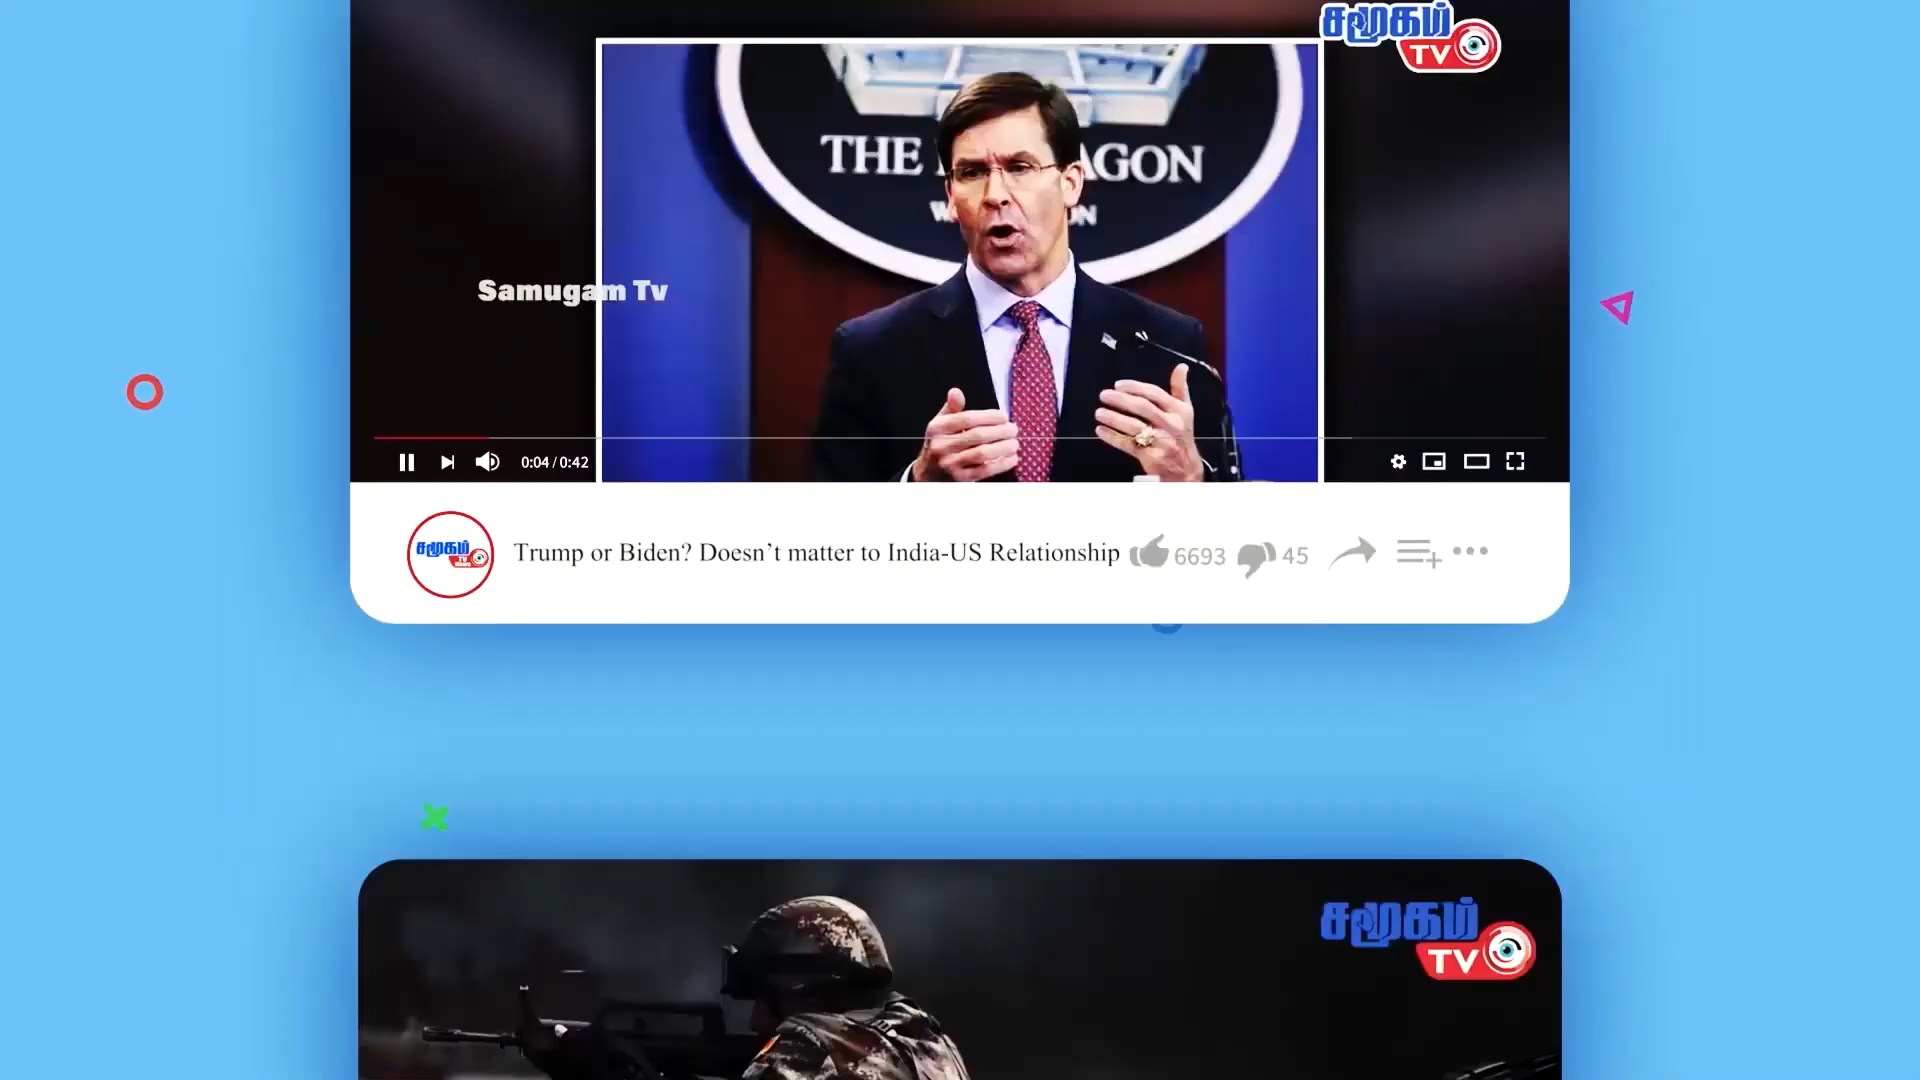 சமூகம்
TV
THE AGON
Samugam Tv
0:04 / 0:42
சமூகம்
TV
Trump or Biden? Doesn’t matter to India-US Relationship
6693
45
சமூகம்
TV